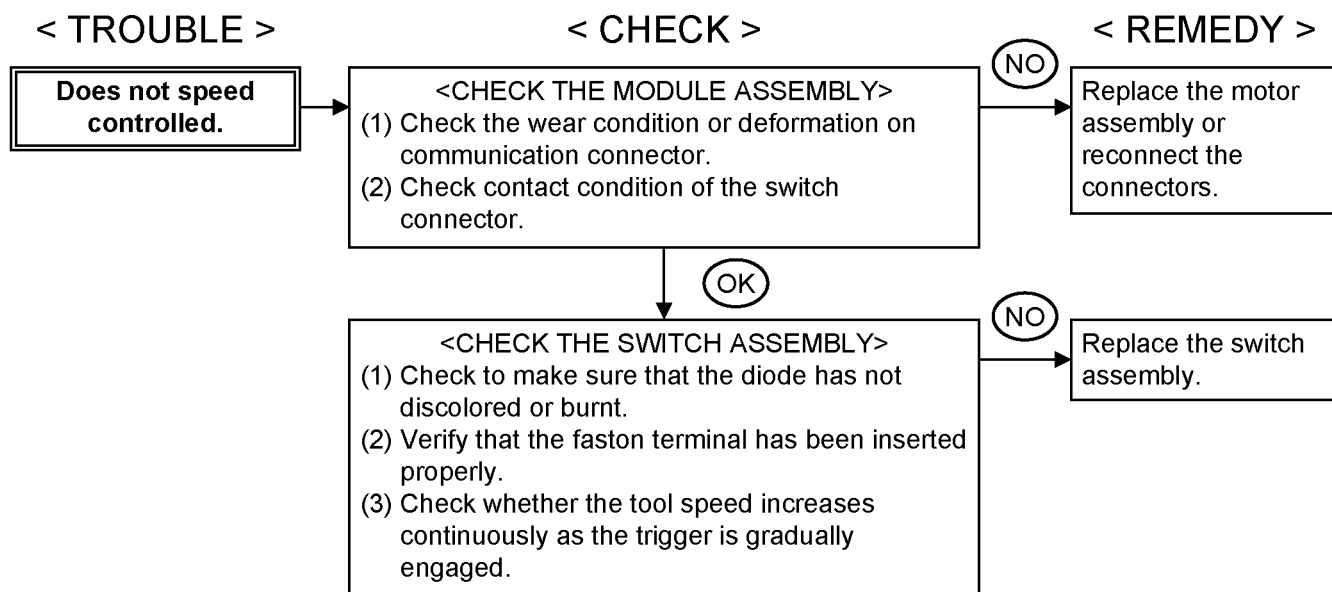 < TROUBLE >
< CHECK >
< REMEDY >
Does not speed
controlled.
<CHECK THE MODULE ASSEMBLY>
(1) Check the wear condition or deformation on
communication connector.
(2) Check contact condition of the switch
connector.
NO
Replace the motor
assembly or
reconnect the
connectors.
OK
<CHECK THE SWITCH ASSEMBLY>
(1) Check to make sure that the diode has not
discolored or burnt.
(2) Verify that the faston terminal has been inserted
properly.
(3) Check whether the tool speed increases
continuously as the trigger is gradually
engaged.
NO
Replace the switch
assembly.